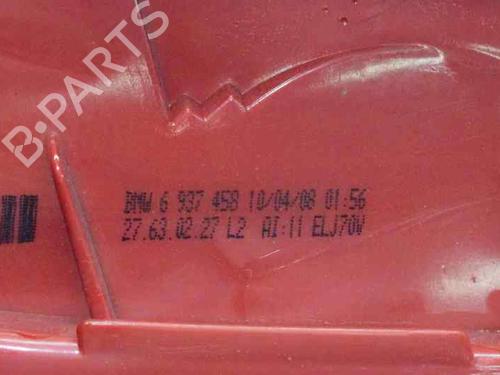 B-PARTS
BMW 6 937 458 10/04/08 01:56
27.63.02.27 L2 AI:11 ELJ70V